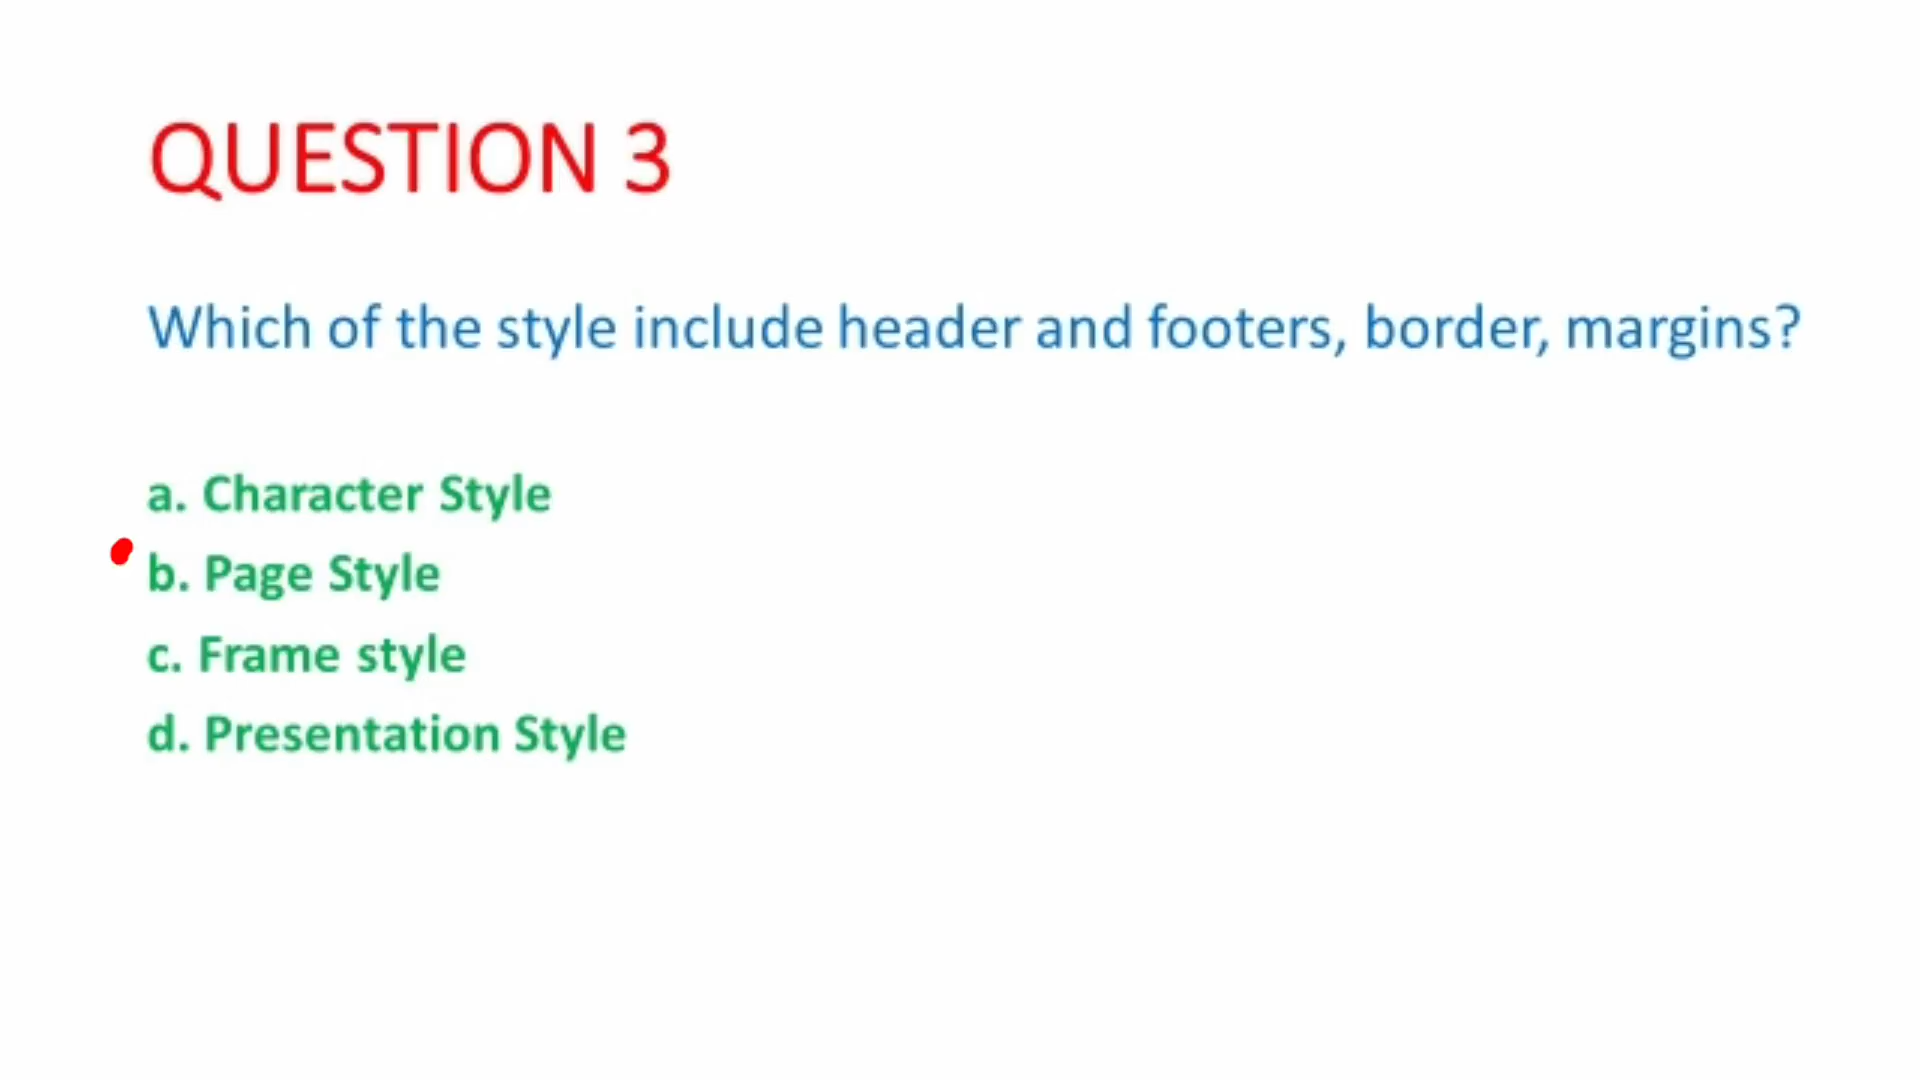 QUESTION 3
Which of the style include header and footers, border, margins?
a. Character Style
b. Page Style
c. Frame style
d. Presentation Style